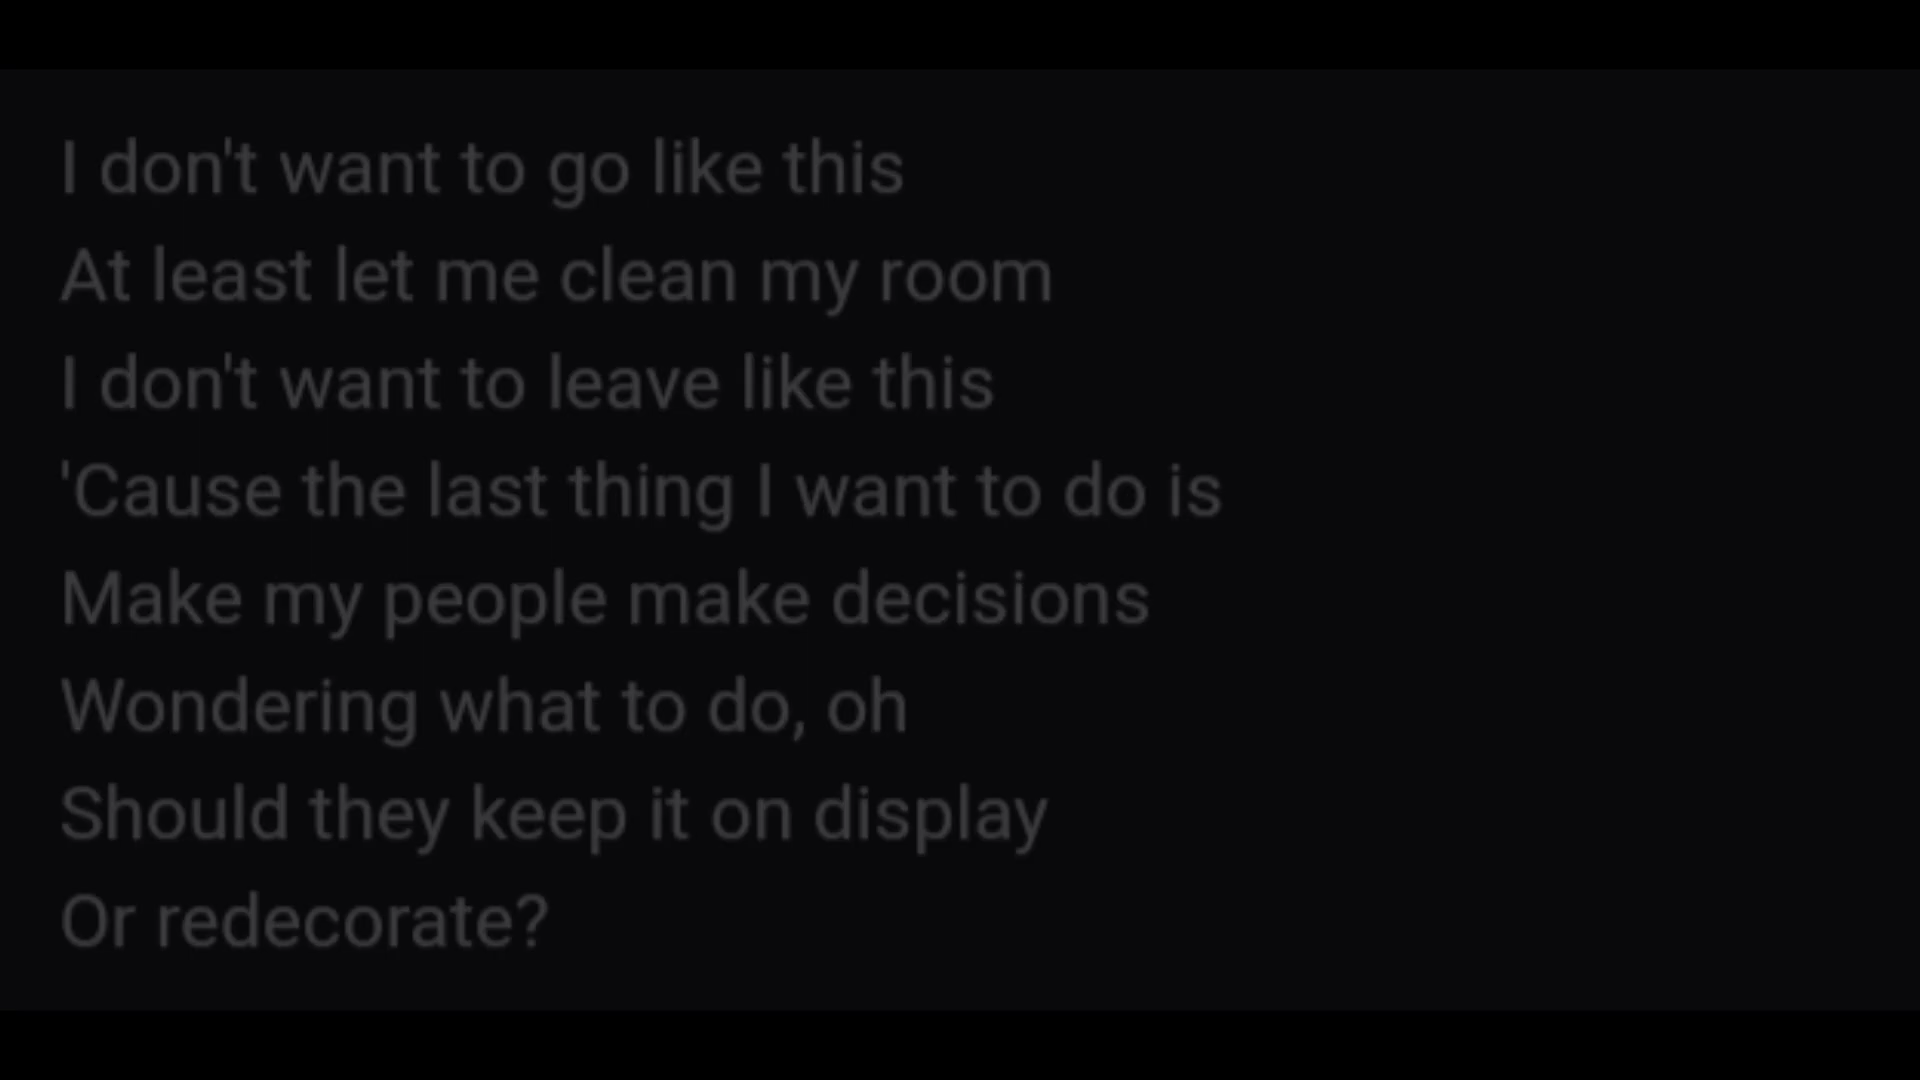 I don't want to go like this
At least let me clean my room
I don't want to leave like this
'Cause the last thing I want to do is
Make my people make decisions
Wondering what to do, oh
Should they keep it on display
Or redecorate?